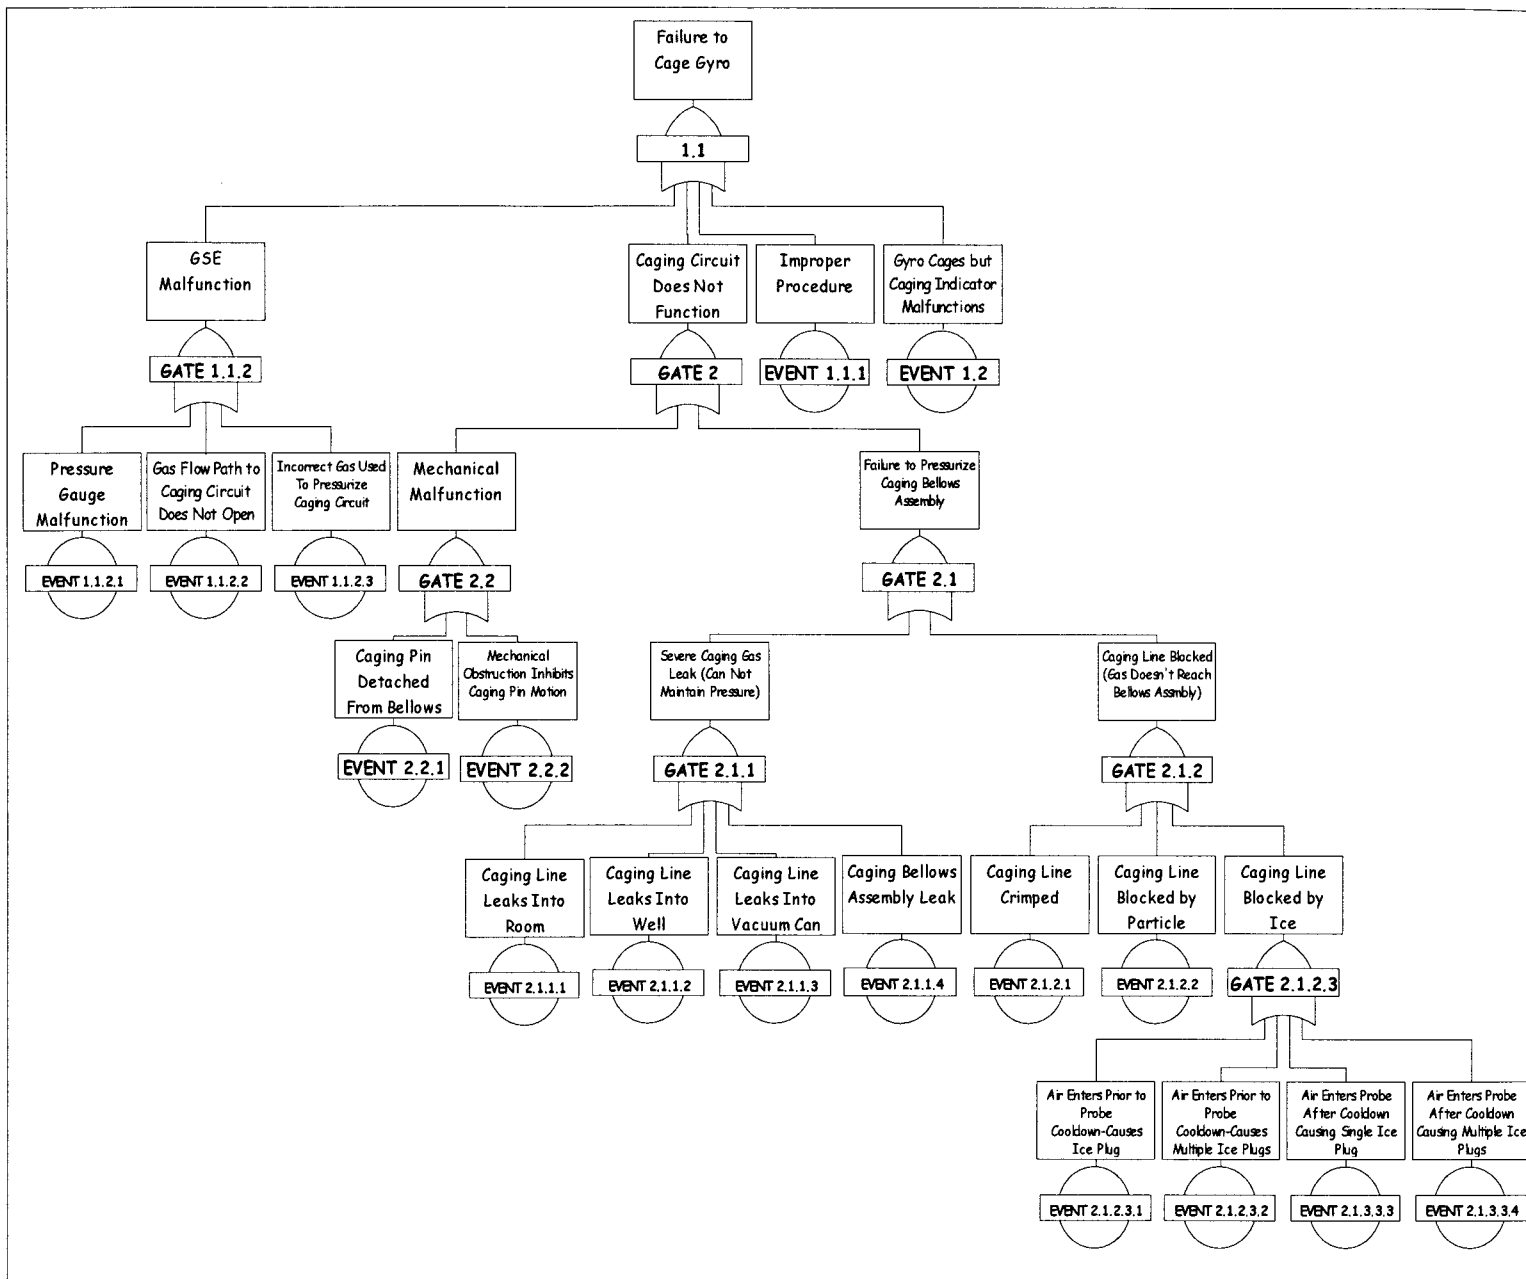 Failure to
Cage Gyro
1.1
GSE
Malfunction
Caging Circuit
Does Not
Function
Improper
Procedure
Gyro Cages but
Caging Indicator
Malfunctions
GATE 1.1.2
GATE 2
EVENT 1.1.1
EVENT 1.2
Pressure
Gauge
Malfunction
Gas Flow Path to
Caging Circuit
Does Not Open
Incorrect Gas Used
To Pressurize
Caging Circuit
Mechanical
Malfunction
Failure to Pressurize
Caging Bellows
Assembly
EVENT 1.1.2.1
EVENT 1.1.2.2
EVENT 1.1.2.3
GATE 2.2
GATE 2.1
Caging Pin
Detached
From Bellows
Mechanical
Obstruction Inhibits
Caging Pin Motion
Severe Caging Gas
Leak (Can Not
Maintain Pressure)
Caging Line Blocked
(Gas Doesn't Reach
Bellows Assmbly)
EVENT 2.2.1
EVENT 2.2.2
GATE 2.1.1
GATE 2.1.2
Caging Line
Leaks Into
Room
Caging Line
Leaks Into
Well
Caging Line
Leaks Into
Vacuum Can
Caging Bellows
Assembly Leak
Caging Line
Crimped
Caging Line
Blocked by
Particle
Caging Line
Blocked by
Ice
EVENT 2.1.1.1
EVENT 2.1.1.2
EVENT 2.1.1.3
EVENT 2.1.1.4
EVENT 2.1.2.1
EVENT 2.1.2.2
GATE 2.1.2.3
Air Enters Prior to
Probe
Cooldown-Causes
Ice Plug
Air Enters Prior to
Probe
Cooldown-Causes
Multiple Ice Plugs
Air Enters Probe
After Cooldown
Causing Single Ice
Plug
Air Enters Probe
After Cooldown
Causing Multiple Ice
Plugs
EVENT 2.1.2.3.1
EVENT 2.1.2.3.2
EVENT 2.1.3.3.3
EVENT 2.1.3.3.4